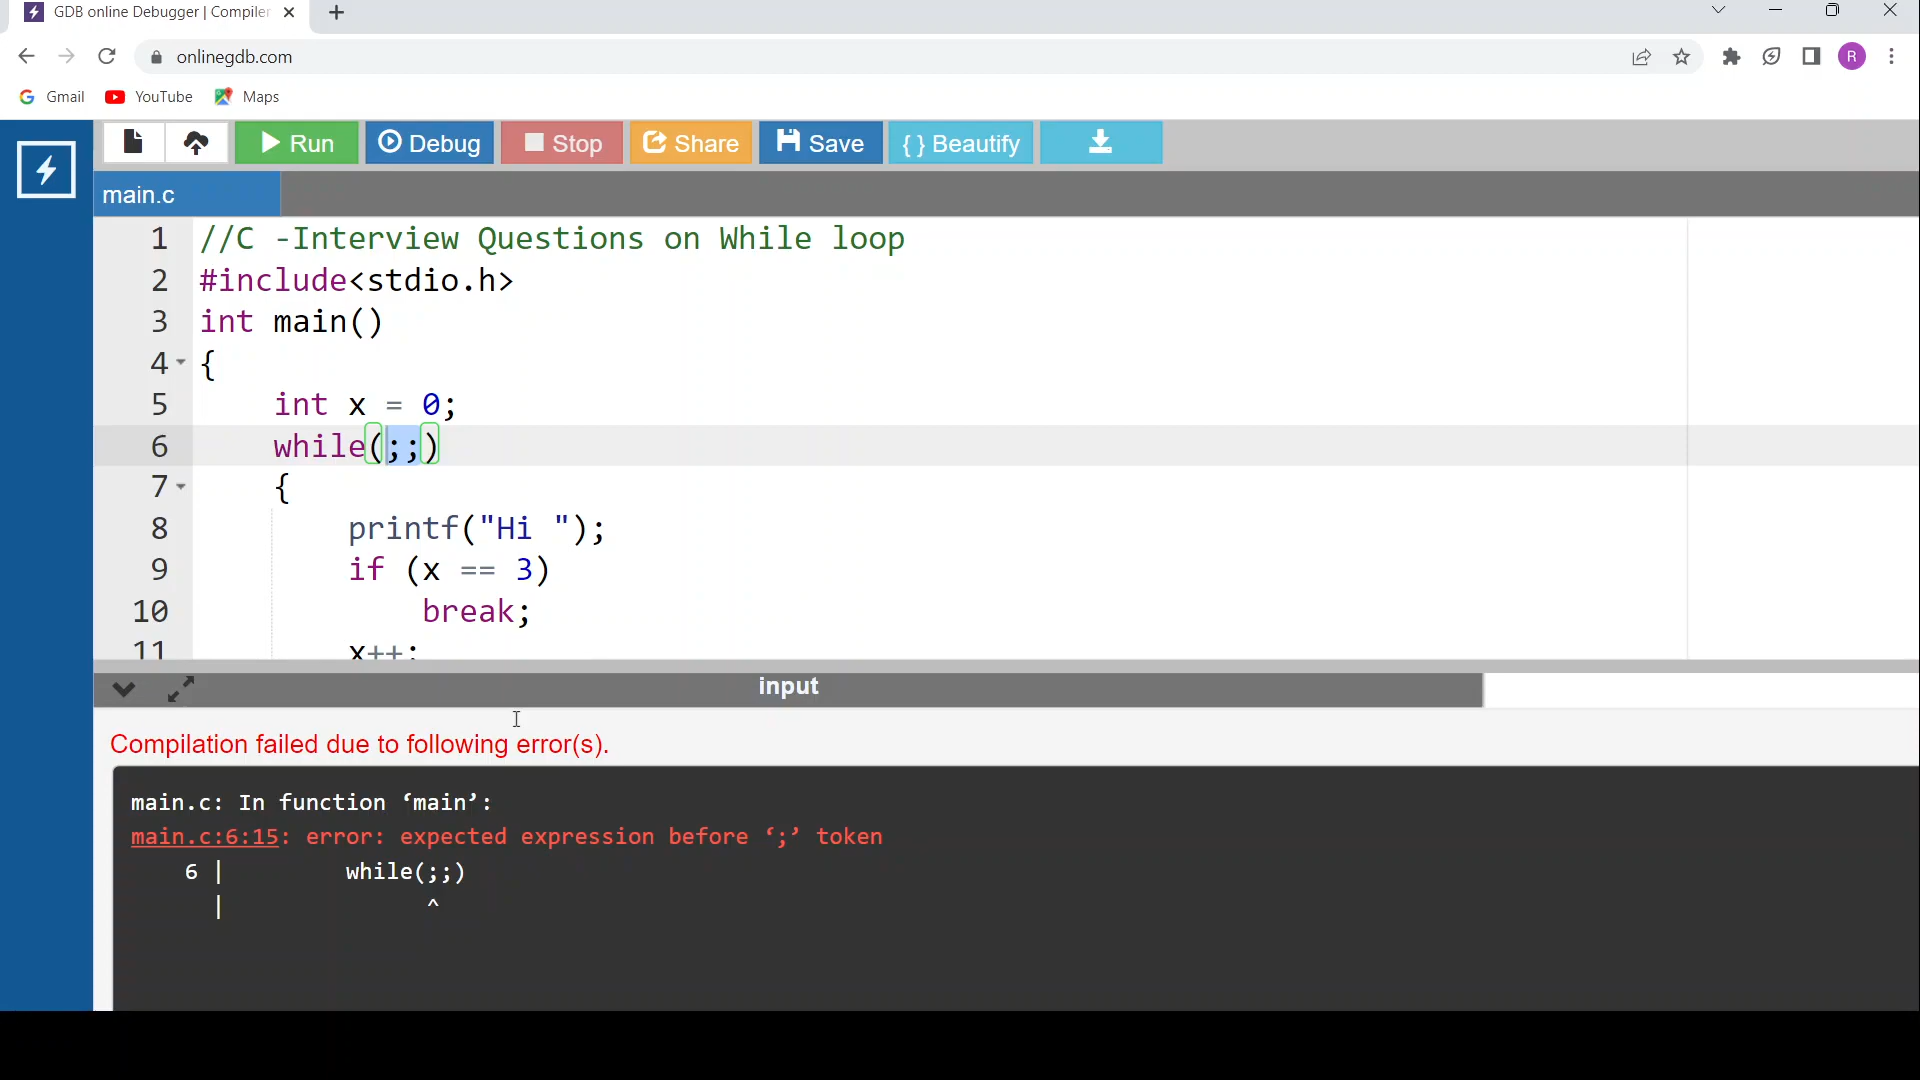 GDB online Debugger | Compiler
onlinegdb.com
R
Gmail YouTube Maps
Run Debug Stop Share Save { } Beautify
main.c
1 //C -Interview Questions on While loop
2 #include<stdio.h>
3 int main()
4 {
5 int x = 0;
6 while(;;)
7 {
8 printf("Hi ");
9 if (x == 3)
10 break;
11 x++;
input
Compilation failed due to following error(s).
main.c: In function ‘main’:
main.c:6:15: error: expected expression before ‘;’ token
6 | while(;;)
| ^